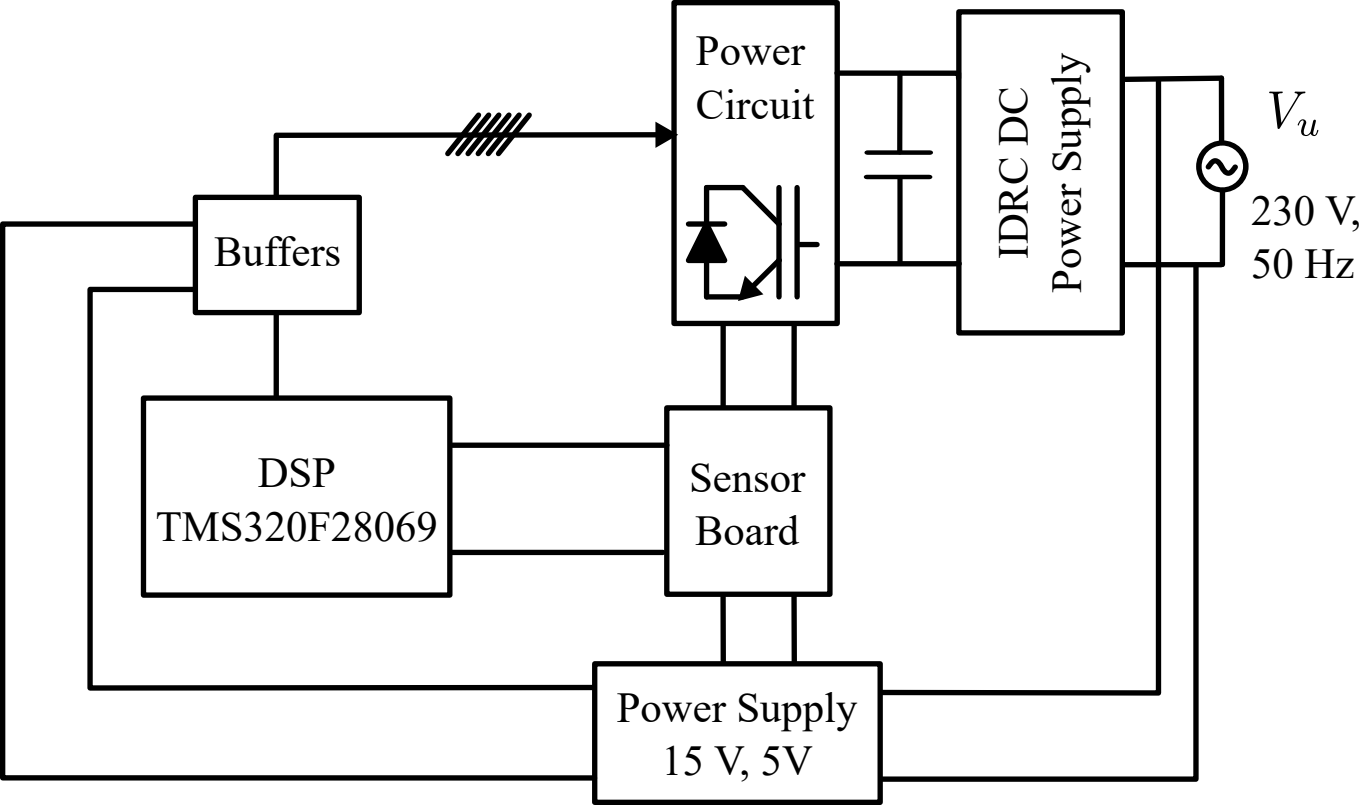 Power
Circuit
IDRC DC
Power Supply
V_u
230 V,
50 Hz
Buffers
DSP
TMS320F28069
Sensor
Board
Power Supply
15 V, 5V